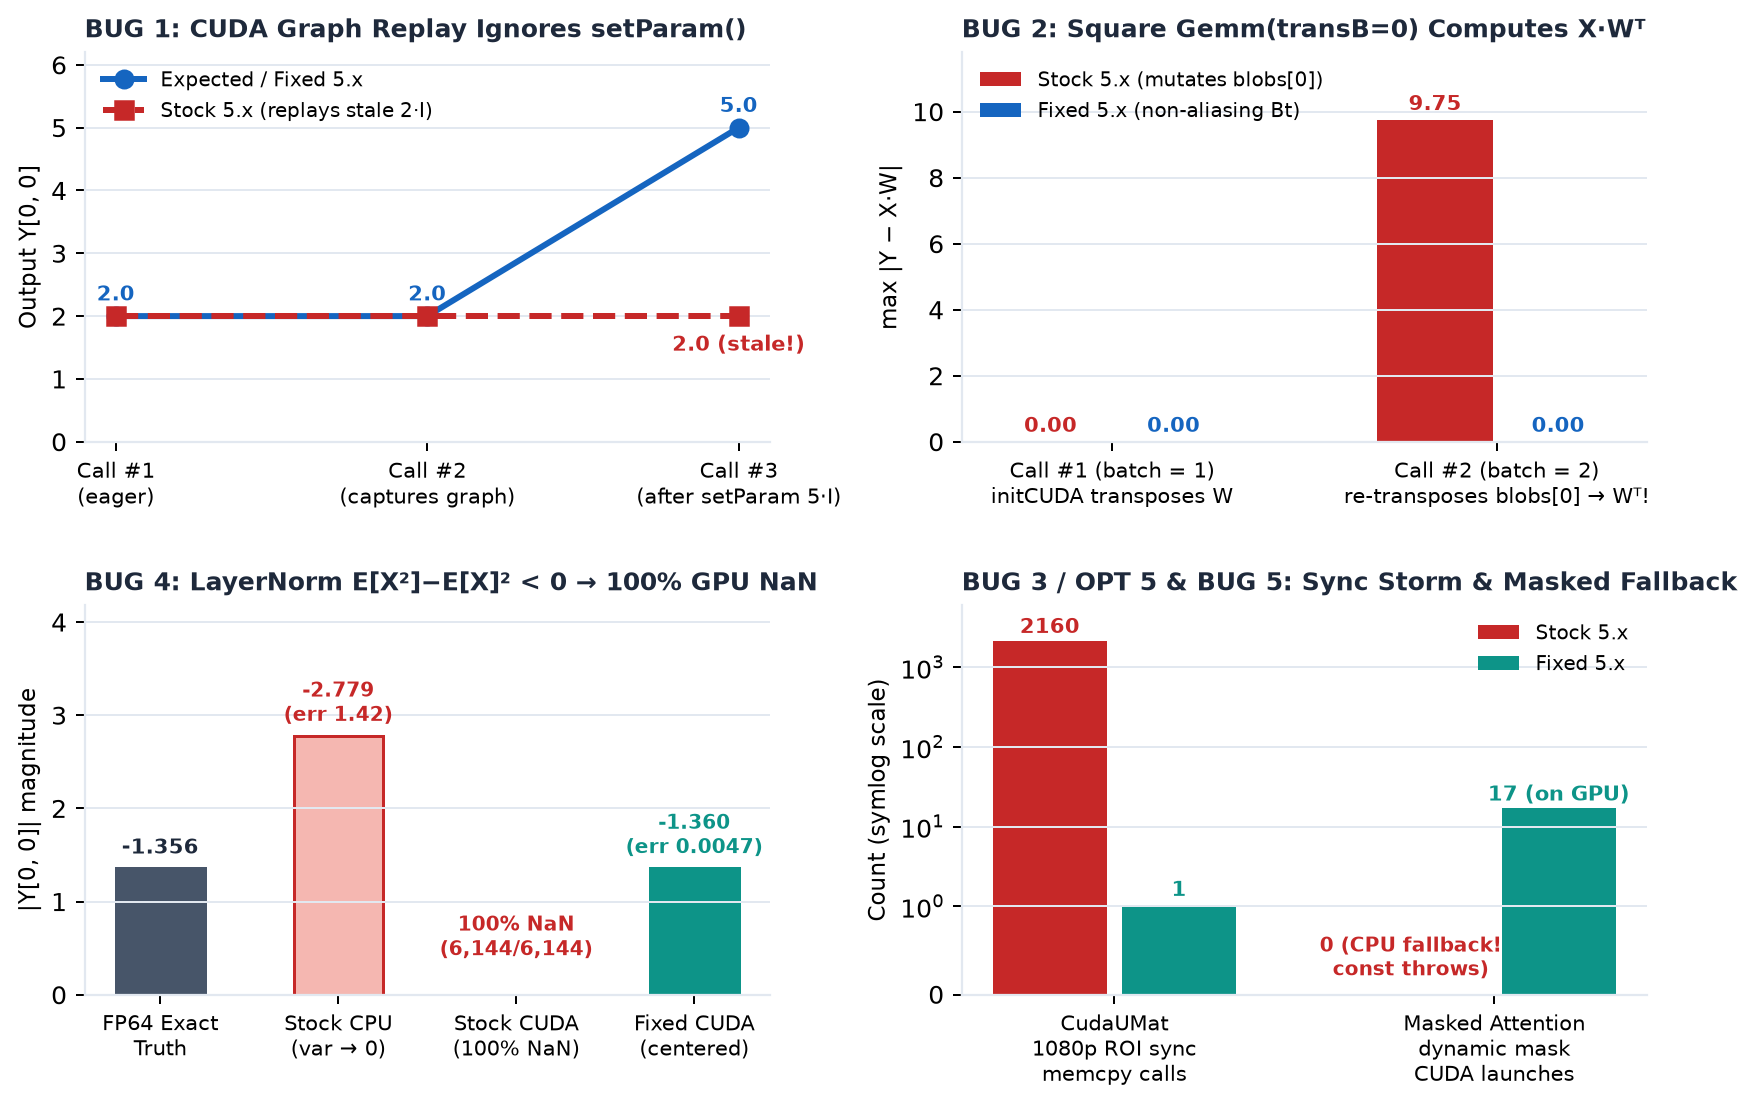 BUG 1: CUDA Graph Replay Ignores setParam()
Expected / Fixed 5.x
Stock 5.x (replays stale 2·I)
Output Y[0, 0]
6
5
4
3
2
1
0
2.0
2.0
5.0
2.0 (stale!)
Call #1
(eager)
Call #2
(captures graph)
Call #3
(after setParam 5·I)
BUG 2: Square Gemm(transB=0) Computes X·Wᵀ
Stock 5.x (mutates blobs[0])
Fixed 5.x (non-aliasing Bt)
max |Y − X·W|
10
8
6
4
2
0
0.00
0.00
9.75
0.00
Call #1 (batch = 1)
initCUDA transposes W
Call #2 (batch = 2)
re-transposes blobs[0] → Wᵀ!
BUG 4: LayerNorm E[X²]−E[X]² < 0 → 100% GPU NaN
|Y[0, 0]| magnitude
4
3
2
1
0
-1.356
-2.779
(err 1.42)
100% NaN
(6,144/6,144)
-1.360
(err 0.0047)
FP64 Exact
Truth
Stock CPU
(var → 0)
Stock CUDA
(100% NaN)
Fixed CUDA
(centered)
BUG 3 / OPT 5 & BUG 5: Sync Storm & Masked Fallback
Stock 5.x
Fixed 5.x
Count (symlog scale)
10³
10²
10¹
10⁰
0
2160
1
0 (CPU fallback!
const throws)
17 (on GPU)
CudaUMat
1080p ROI sync
memcpy calls
Masked Attention
dynamic mask
CUDA launches